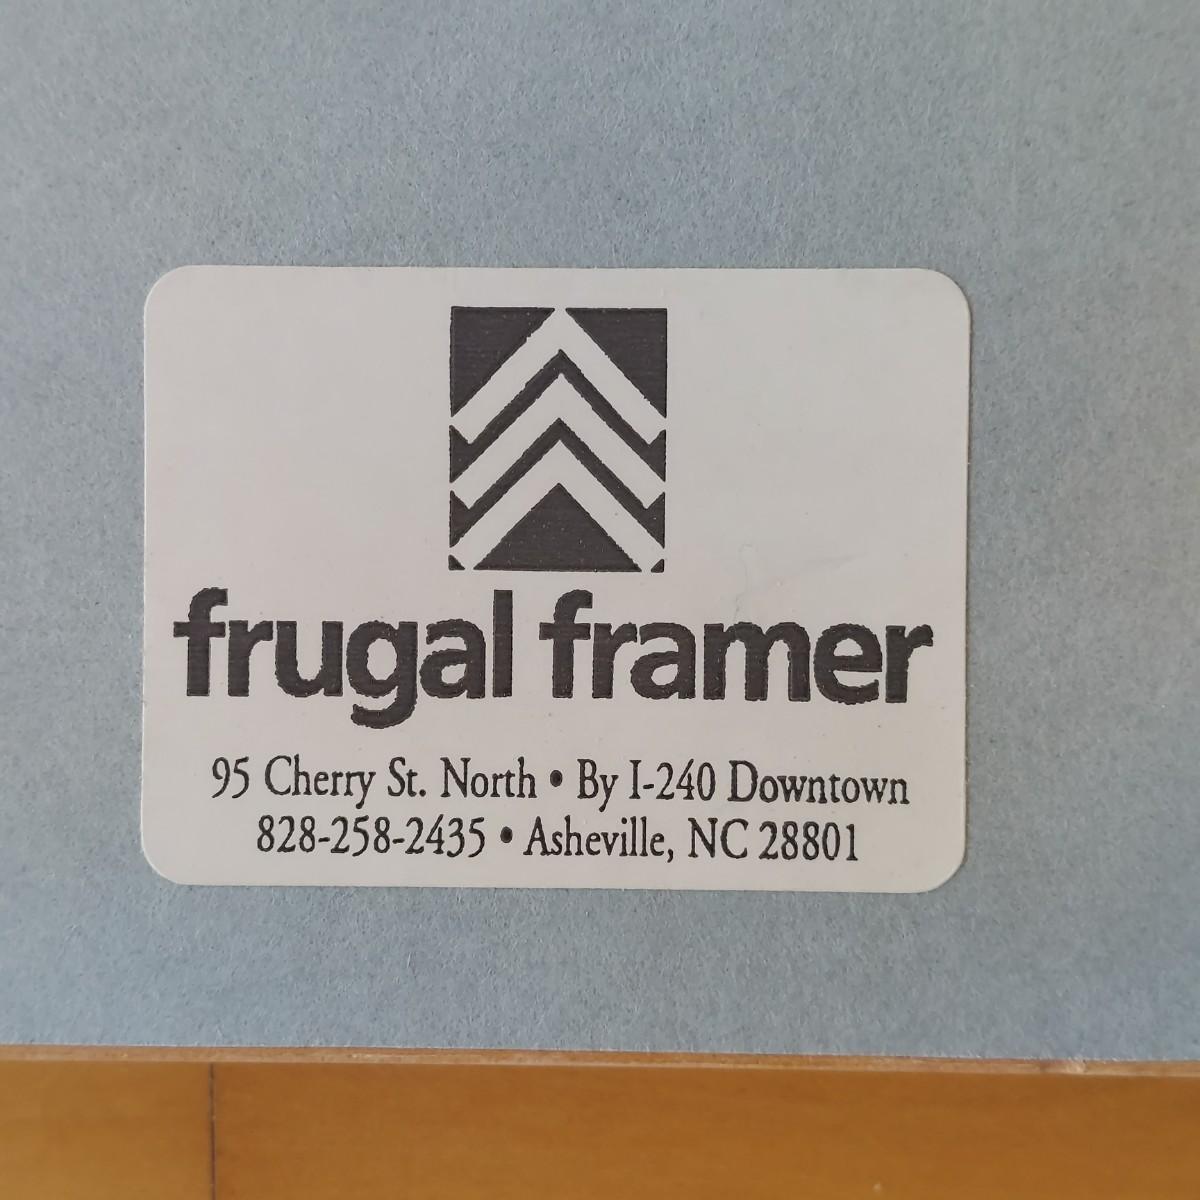 frugal framer
95 Cherry St. North • By I-240 Downtown
828-258-2435 • Asheville, NC 28801